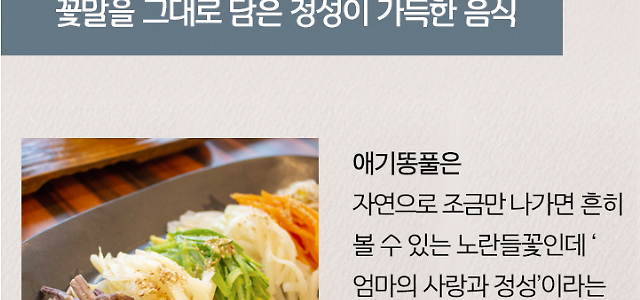 꽃말을 그대로 담은 정성이 가득한 음식
애기똥풀은
자연으로 조금만 나가면 흔히
볼 수 있는 노란들꽃인데 ‘
엄마의 사랑과 정성’이라는